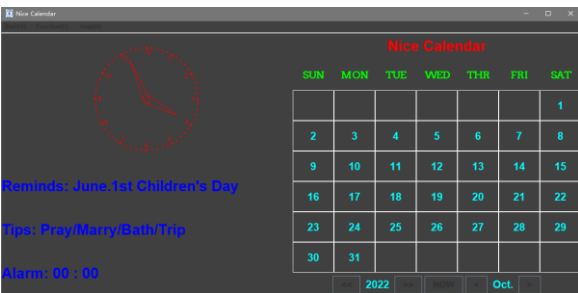 Nice Calendar
Nice Calendar
SUN MON TUE WED THR FRI SAT
1
2 3 4 5 6 7 8
9 10 11 12 13 14 15
16 17 18 19 20 21 22
23 24 25 26 27 28 29
30 31
<< 2022 >> NOW < Oct. >
Reminds: June.1st Children's Day
Tips: Pray/Marry/Bath/Trip
Alarm: 00 : 00